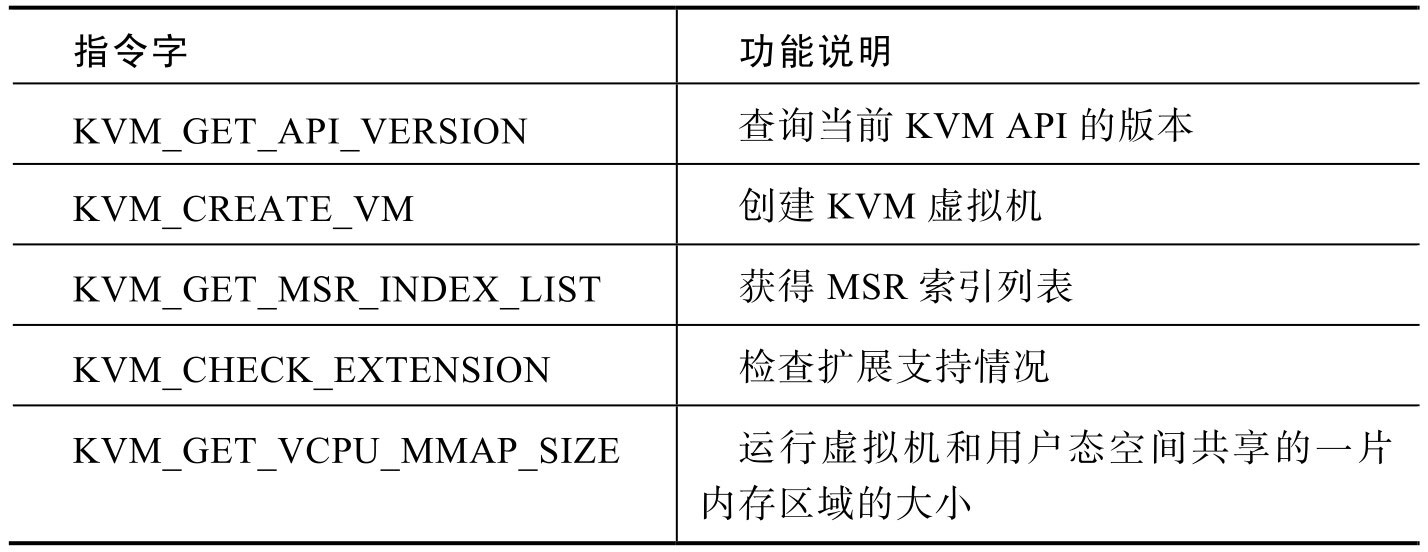 指令字 功能说明
KVM_GET_API_VERSION 查询当前 KVM API 的版本
KVM_CREATE_VM 创建 KVM 虚拟机
KVM_GET_MSR_INDEX_LIST 获得 MSR 索引列表
KVM_CHECK_EXTENSION 检查扩展支持情况
KVM_GET_VCPU_MMAP_SIZE 运行虚拟机和用户态空间共享的一片
内存区域的大小